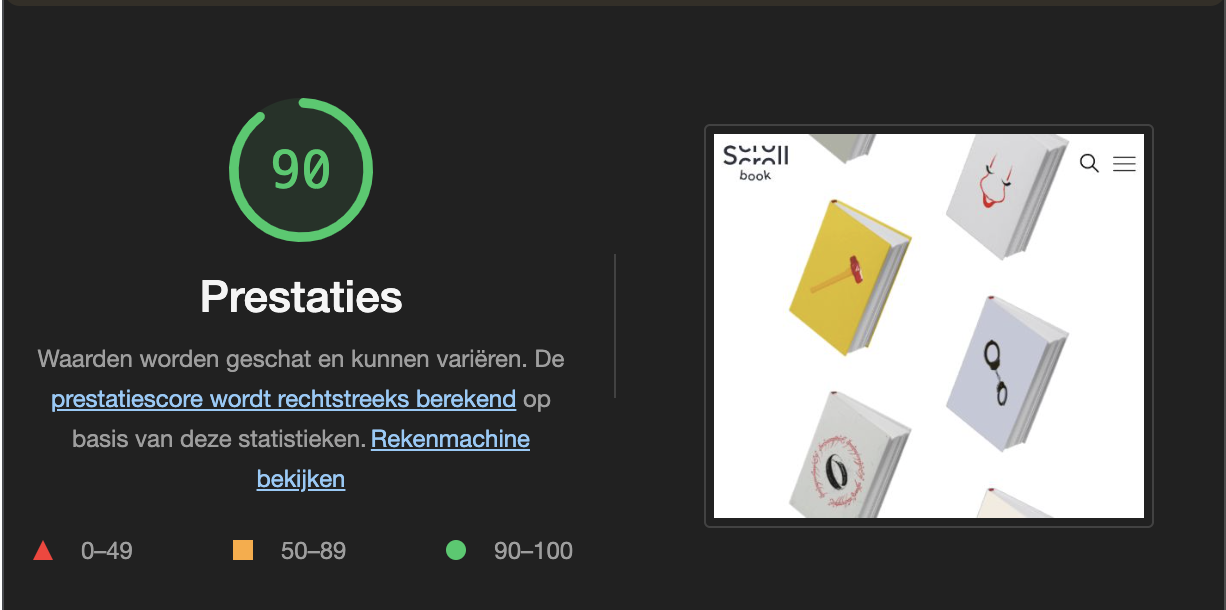 90
Prestaties
Waarden worden geschat en kunnen variëren. De
prestatiescore wordt rechtstreeks berekend op
basis van deze statistieken. Rekenmachine
bekijken
0–49
50–89
90–100
Scroll
book